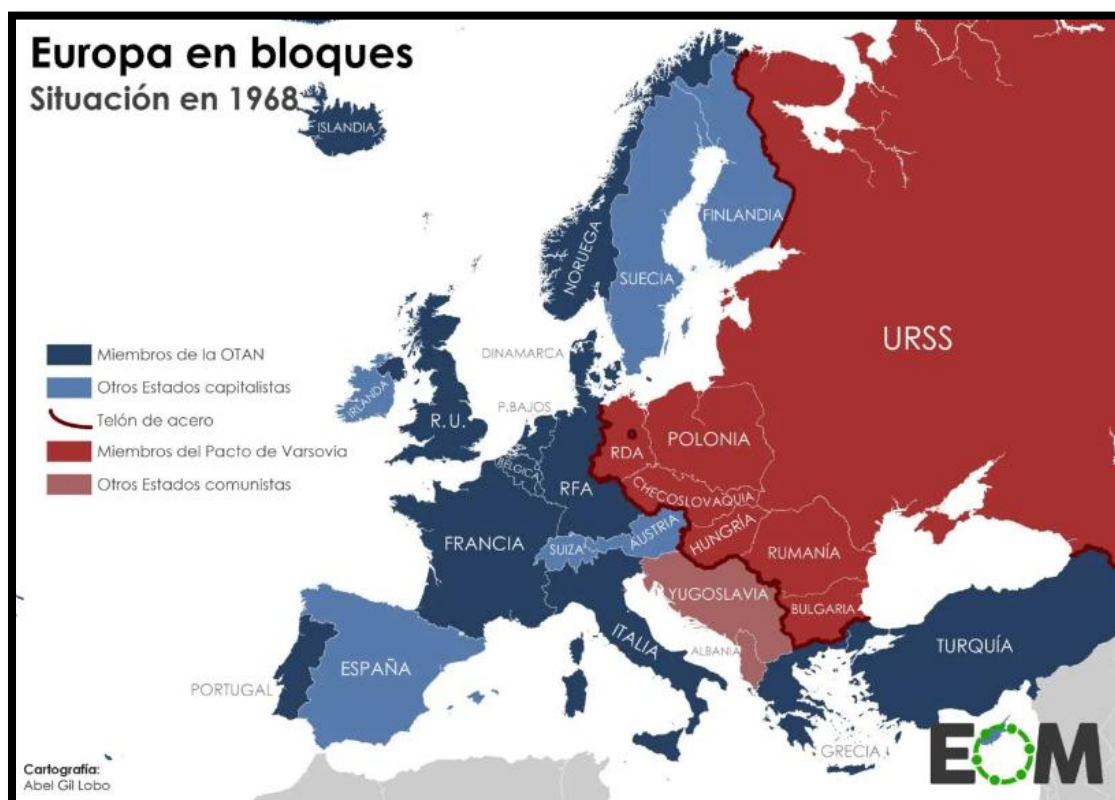 Europa en bloques
Situación en 1968
ISLANDIA
NORUEGA
SUECIA
FINLANDIA
URSS
Miembros de la OTAN
Otros Estados capitalistas
Telón de acero
Miembros del Pacto de Varsovia
Otros Estados comunistas
DINAMARCA
IRLANDA
R.U.
P.BAJOS
BÉLGICA
RFA
RDA
POLONIA
CHECOSLOVAQUIA
FRANCIA
SUIZA
AUSTRIA
HUNGRÍA
RUMANÍA
YUGOSLAVIA
BULGARIA
ITALIA
ALBANIA
PORTUGAL
ESPAÑA
TURQUÍA
GRECIA
EOM
Cartografía:
Abel Gil Lobo